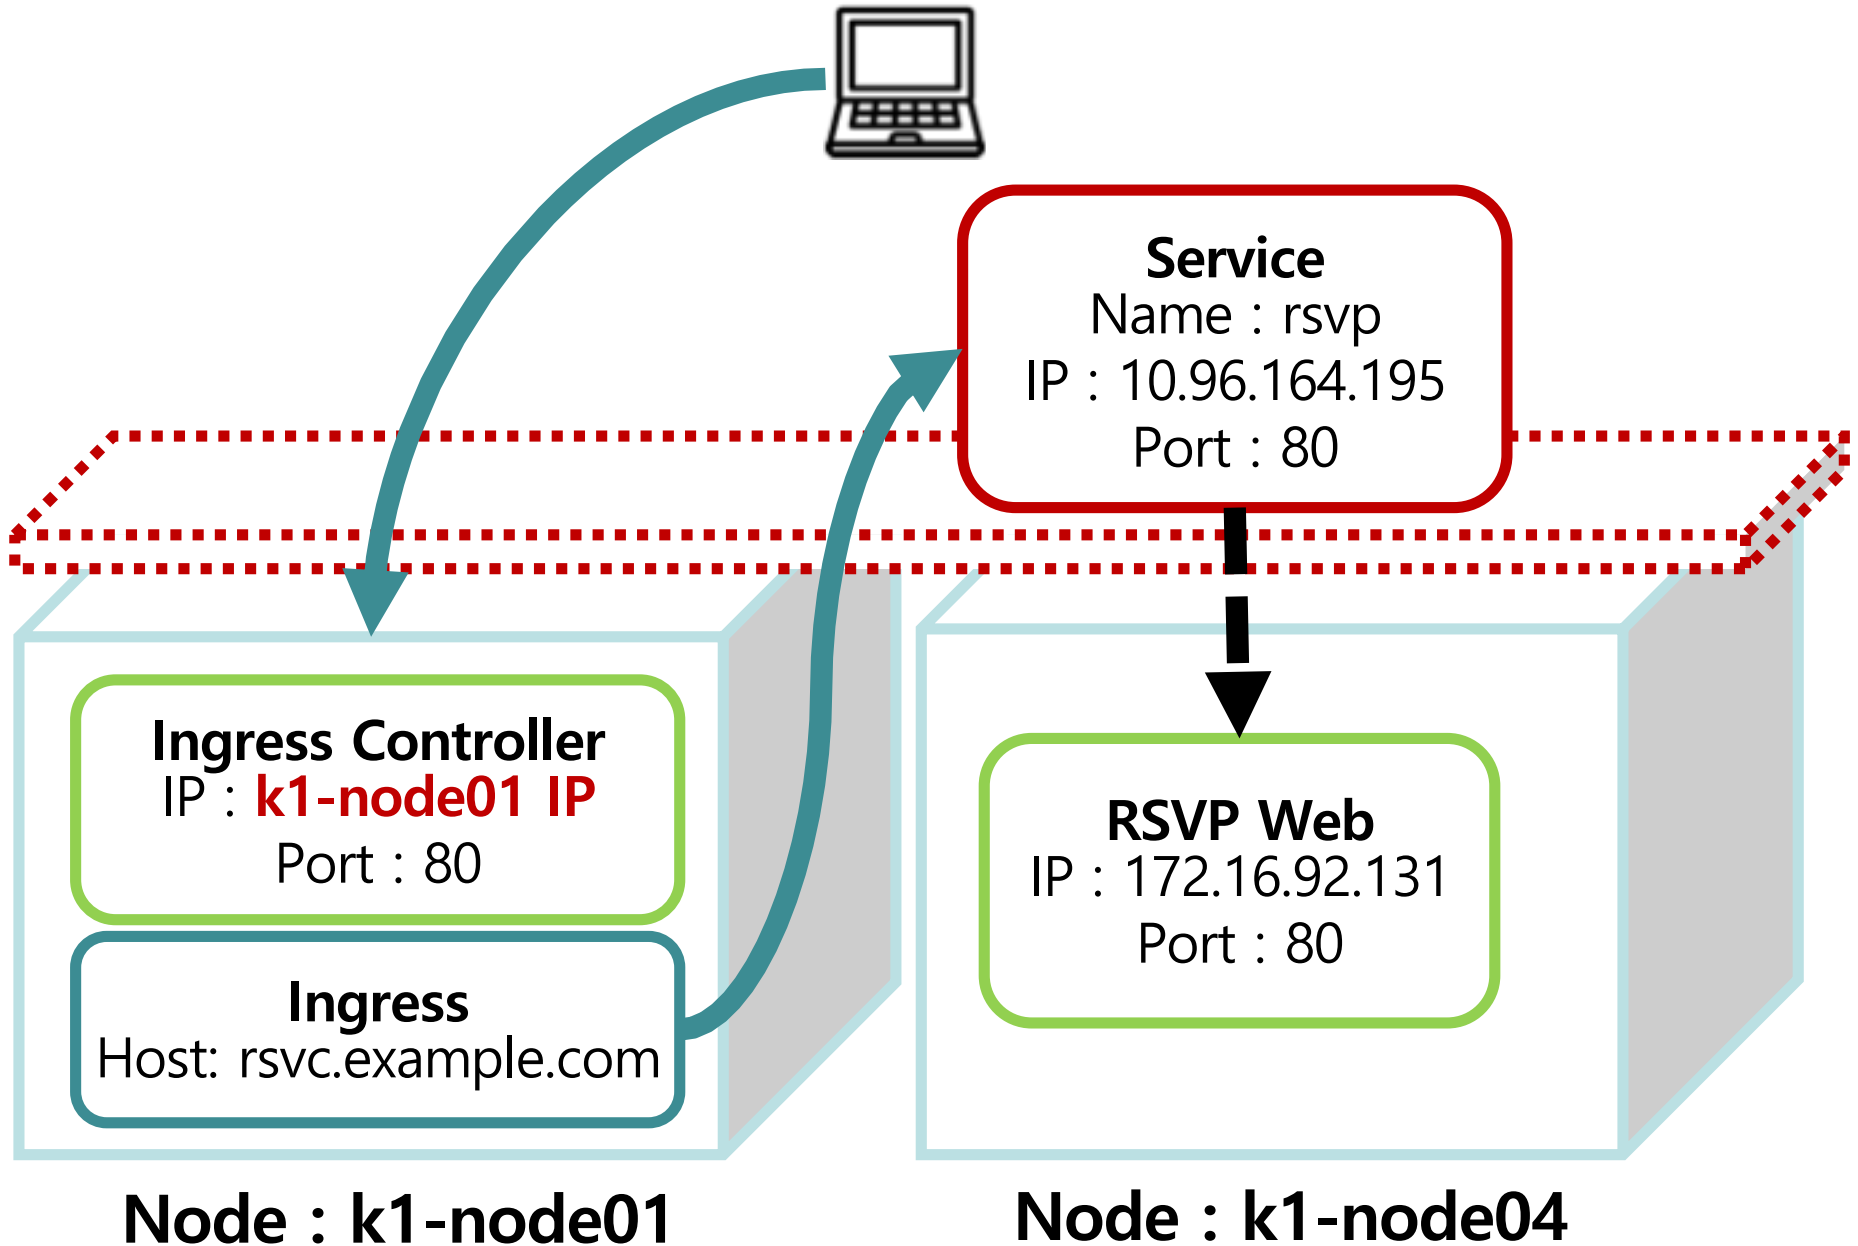 Service
Name : rsvp
IP : 10.96.164.195
Port : 80
Ingress Controller
IP : k1-node01 IP
Port : 80
Ingress
Host: rsvc.example.com
RSVP Web
IP : 172.16.92.131
Port : 80
Node : k1-node01
Node : k1-node04